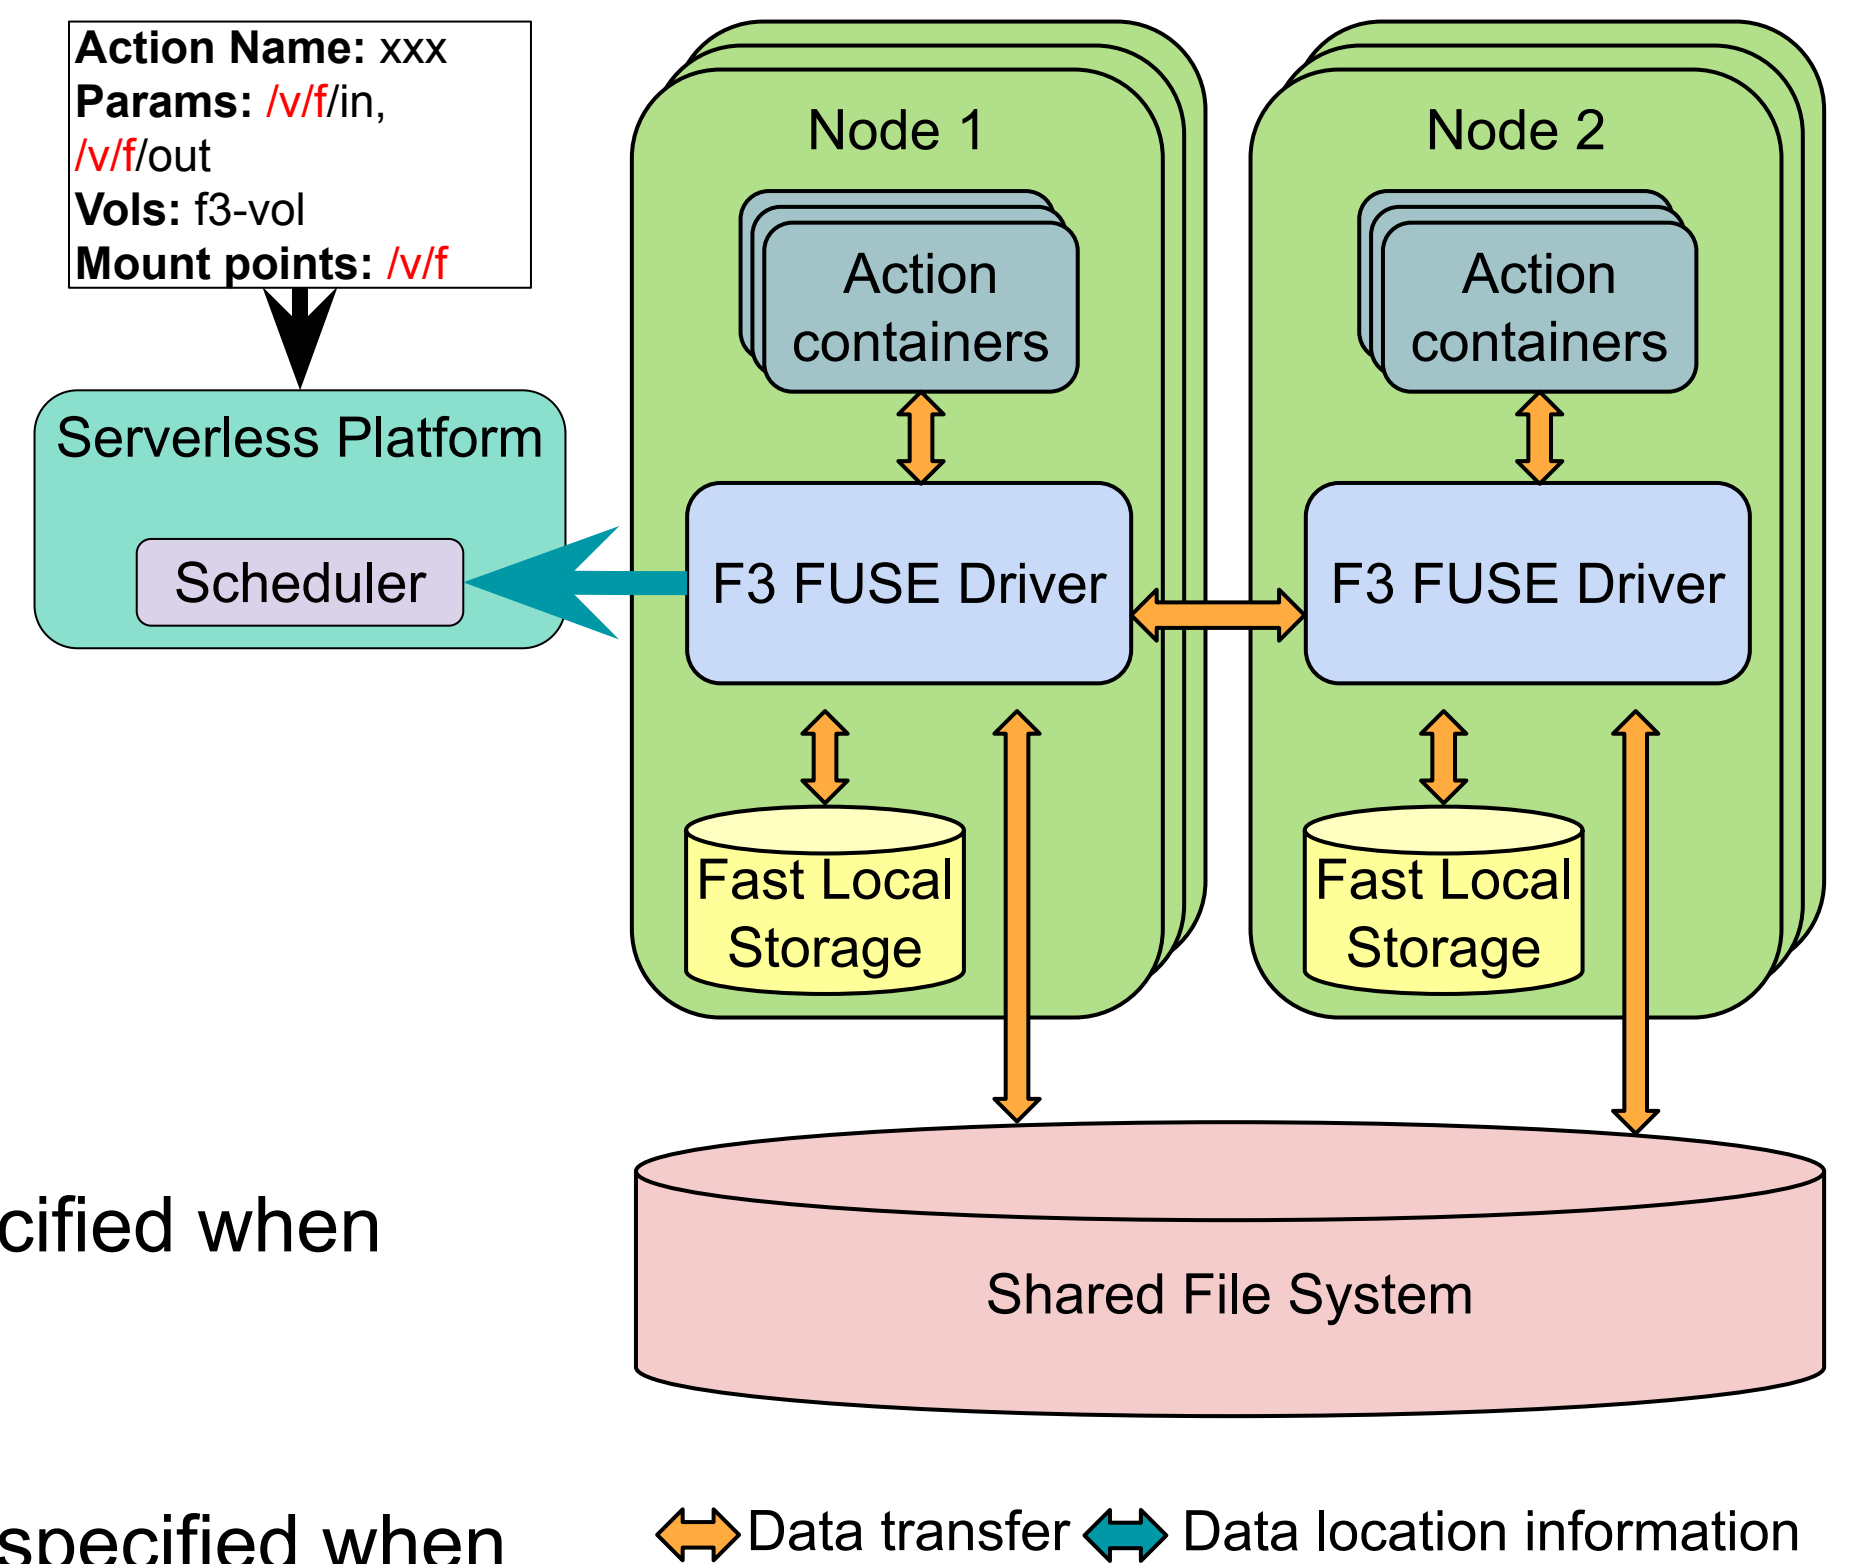 Action Name: xxx
Params: /v/f/in,
/v/f/out
Vols: f3-vol
Mount points: /v/f
Serverless Platform
Scheduler
Node 1
Action
containers
F3 FUSE Driver
Fast Local
Storage
Node 2
Action
containers
F3 FUSE Driver
Fast Local
Storage
Shared File System
when
specified when
Data transfer
Data location information